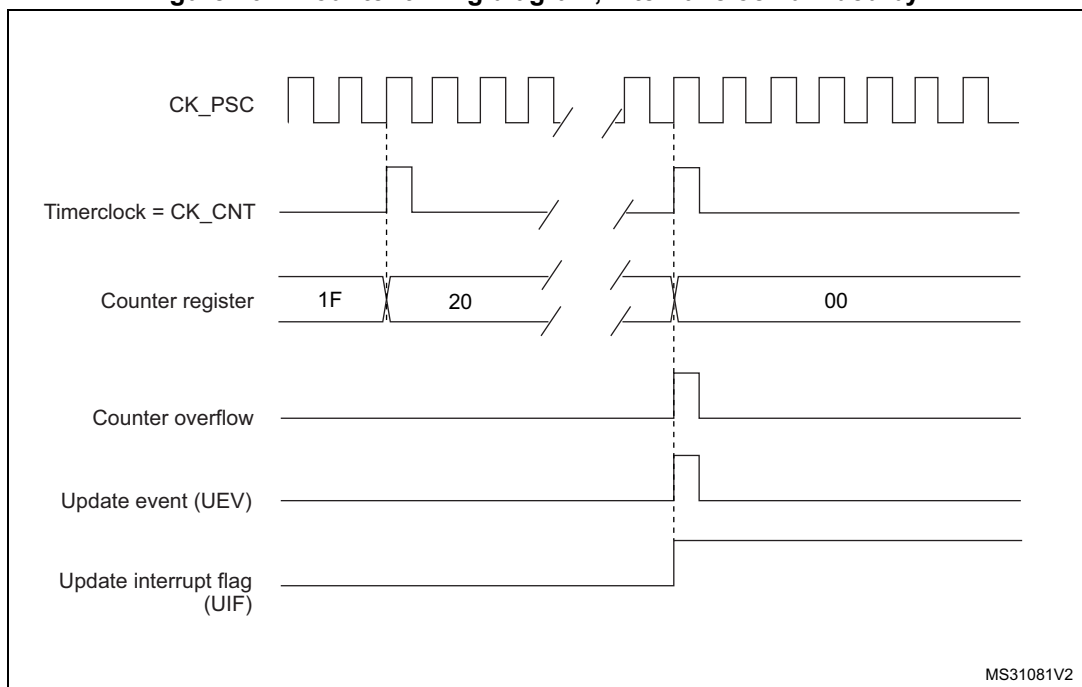 CK_PSC
Timerclock = CK_CNT
Counter register 1F 20 00
Counter overflow
Update event (UEV)
Update interrupt flag
(UIF)
MS31081V2